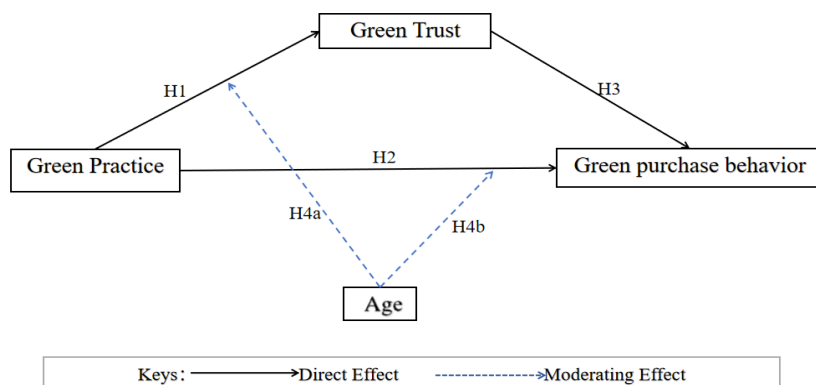 Green Trust
H1
H3
Green Practice
H2
Green purchase behavior
H4a
H4b
Age
Keys: Direct Effect Moderating Effect